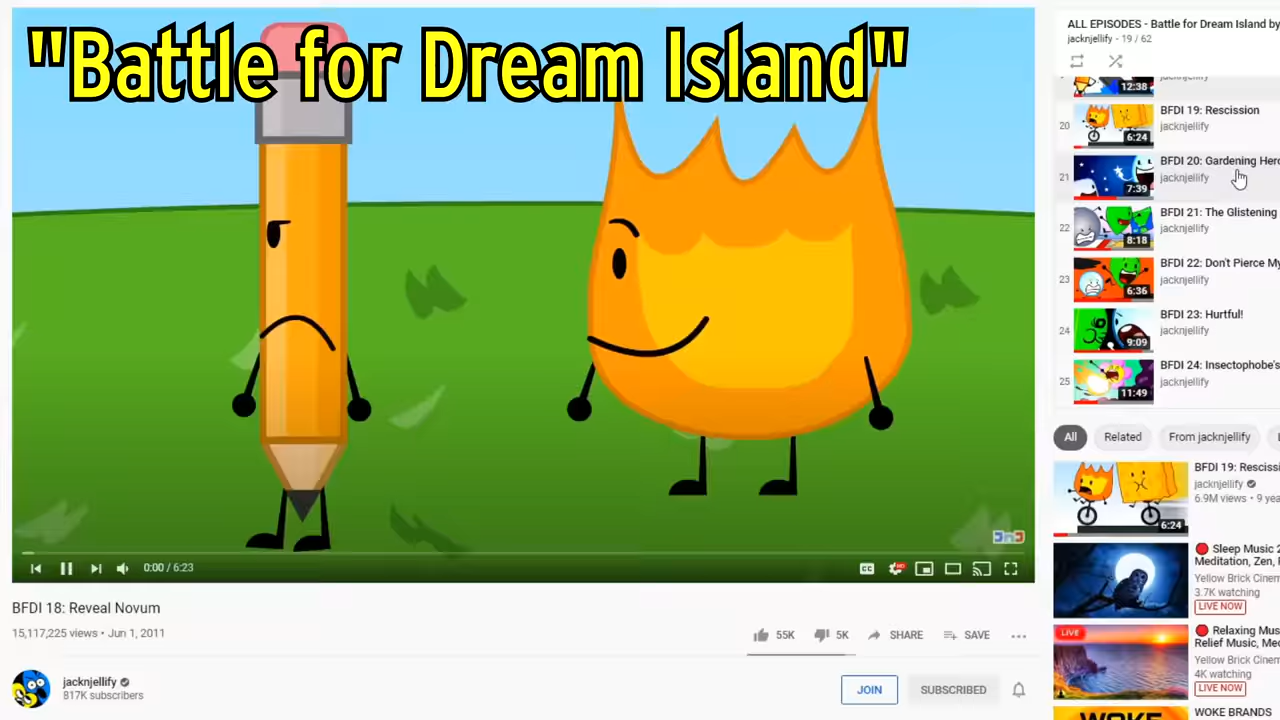 "Battle for Dream Island"
0:00 / 6:23
BFDI 18: Reveal Novum
15,117,225 views • Jun 1, 2011
55K
5K
SHARE
SAVE
jacknjellify
817K subscribers
JOIN
SUBSCRIBED
ALL EPISODES - Battle for Dream Island by
jacknjellify - 19 / 62
jacknjellify
12:38
20
BFDI 19: Rescission
jacknjellify
6:24
21
BFDI 20: Gardening Hero
jacknjellify
7:39
22
BFDI 21: The Glistening
jacknjellify
8:18
23
BFDI 22: Don't Pierce My
jacknjellify
6:36
24
BFDI 23: Hurtful!
jacknjellify
9:09
25
BFDI 24: Insectophobe's
jacknjellify
11:49
All
Related
From jacknjellify
BFDI 19: Resciss
jacknjellify
6.9M views • 9 yea
6:24
Sleep Music 2
Meditation, Zen,
Yellow Brick Cinem
3.7K watching
LIVE NOW
LIVE
Relaxing Mus
Relief Music, Med
Yellow Brick Cinem
4K watching
LIVE NOW
WOKE BRANDS
WOKE